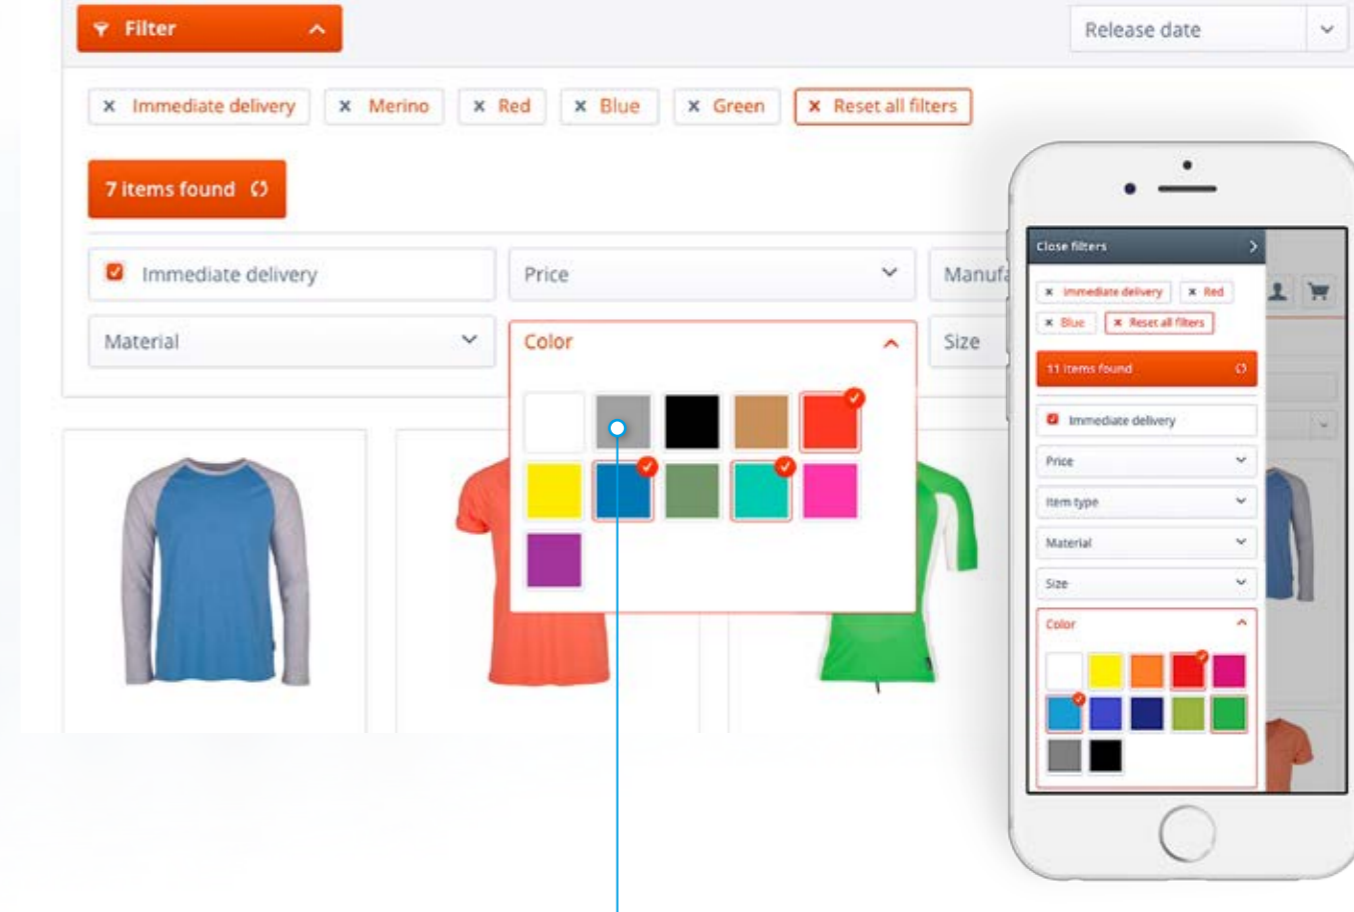 Filter
Release date
Immediate delivery
Merino
Red
Blue
Green
Reset all filters
7 items found
Immediate delivery
Price
Material
Color
Size
Close filters
Immediate delivery
Red
Blue
Reset all filters
11 items found
Immediate delivery
Price
Item type
Material
Size
Color